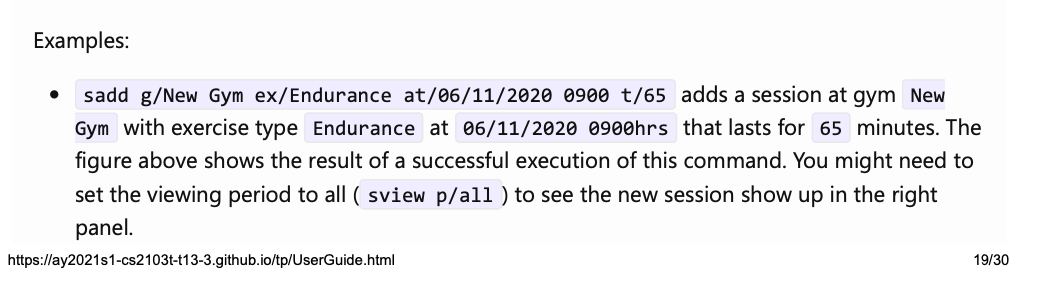 Examples:
• sadd g/New Gym ex/Endurance at/06/11/2020 0900 t/65 adds a session at gym New
Gym with exercise type Endurance at 06/11/2020 0900hrs that lasts for 65 minutes. The
figure above shows the result of a successful execution of this command. You might need to
set the viewing period to all ( sview p/all ) to see the new session show up in the right
panel.
https://ay2021s1-cs2103t-t13-3.github.io/tp/UserGuide.html 19/30